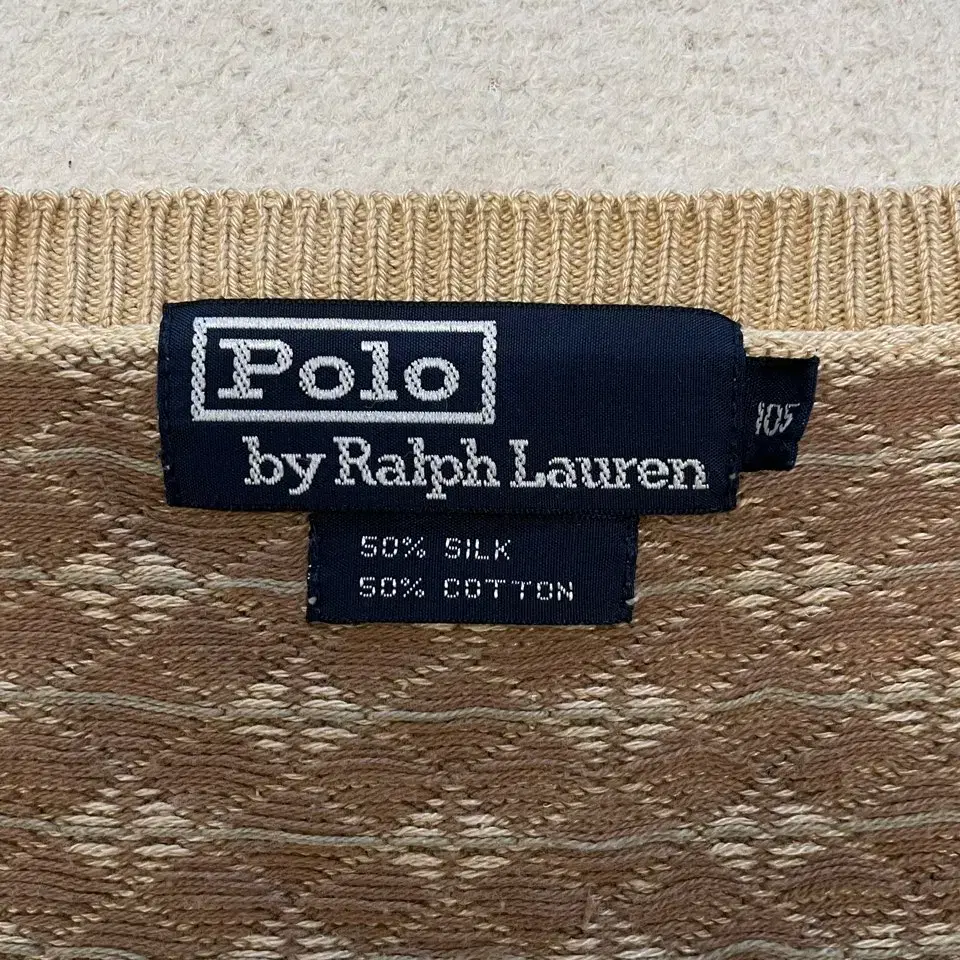 Polo
by Ralph Lauren
105
50% SILK
50% COTTON